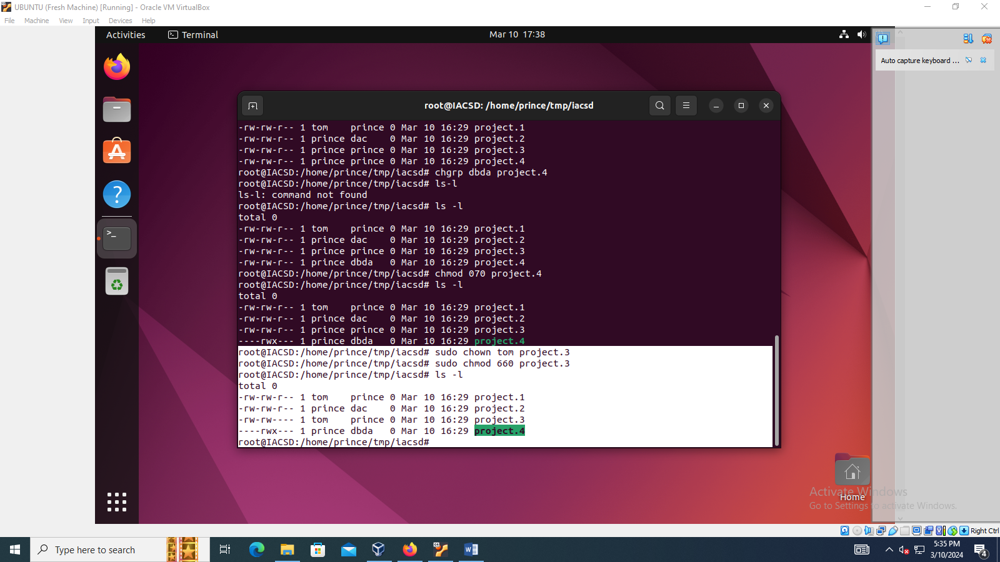 UBUNTU (Fresh Machine) [Running] - Oracle VM VirtualBox
File Machine View Input Devices Help
Activities Terminal Mar 10 17:38
Auto capture keyboard ...
root@IACSD: /home/prince/tmp/iacsd
-rw-rw-r-- 1 tom    prince 0 Mar 10 16:29 project.1
-rw-rw-r-- 1 prince dac    0 Mar 10 16:29 project.2
-rw-rw-r-- 1 prince prince 0 Mar 10 16:29 project.3
-rw-rw-r-- 1 prince prince 0 Mar 10 16:29 project.4
root@IACSD:/home/prince/tmp/iacsd# chgrp dbda project.4
root@IACSD:/home/prince/tmp/iacsd# ls-l
ls-l: command not found
root@IACSD:/home/prince/tmp/iacsd# ls -l
total 0
-rw-rw-r-- 1 tom    prince 0 Mar 10 16:29 project.1
-rw-rw-r-- 1 prince dac    0 Mar 10 16:29 project.2
-rw-rw-r-- 1 prince prince 0 Mar 10 16:29 project.3
-rw-rw-r-- 1 prince dbda   0 Mar 10 16:29 project.4
root@IACSD:/home/prince/tmp/iacsd# chmod 070 project.4
root@IACSD:/home/prince/tmp/iacsd# ls -l
total 0
-rw-rw-r-- 1 tom    prince 0 Mar 10 16:29 project.1
-rw-rw-r-- 1 prince dac    0 Mar 10 16:29 project.2
-rw-rw-r-- 1 prince prince 0 Mar 10 16:29 project.3
----rwx--- 1 prince dbda   0 Mar 10 16:29 project.4
root@IACSD:/home/prince/tmp/iacsd# sudo chown tom project.3
root@IACSD:/home/prince/tmp/iacsd# sudo chmod 660 project.3
root@IACSD:/home/prince/tmp/iacsd# ls -l
total 0
-rw-rw-r-- 1 tom    prince 0 Mar 10 16:29 project.1
-rw-rw-r-- 1 prince dac    0 Mar 10 16:29 project.2
-rw-rw---- 1 tom    prince 0 Mar 10 16:29 project.3
----rwx--- 1 prince dbda   0 Mar 10 16:29 project.4
root@IACSD:/home/prince/tmp/iacsd#
Home
Activate Windows
Go to Settings to activate Windows.
Right Ctrl
Type here to search
5:35 PM
3/10/2024
4